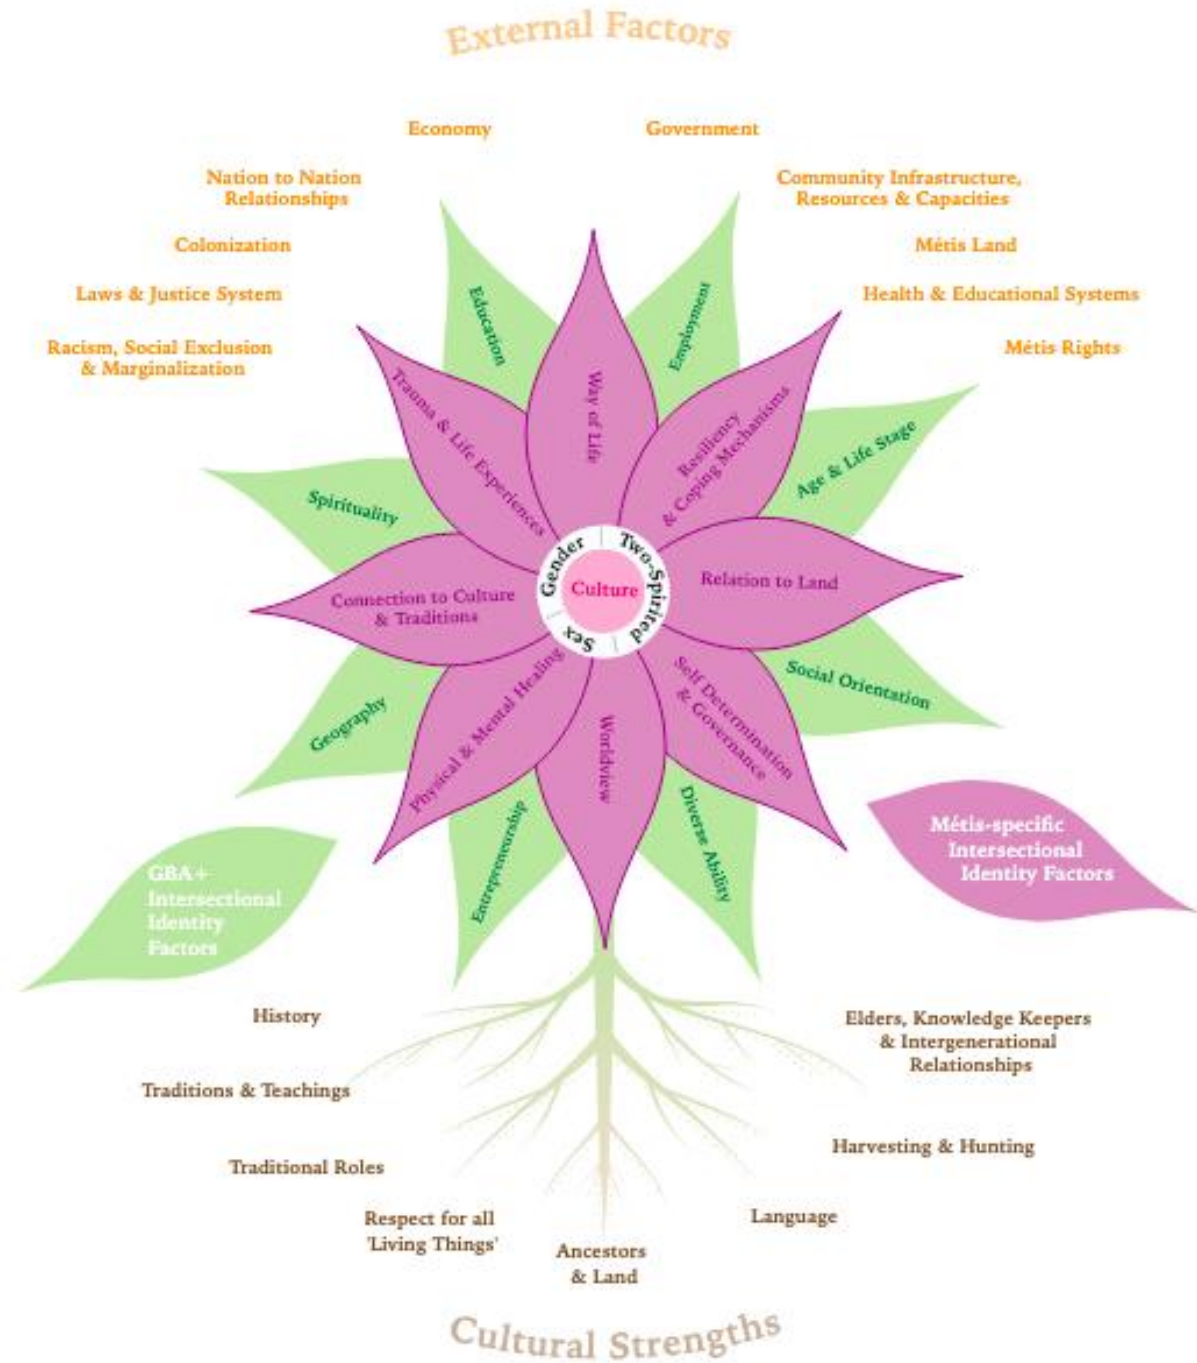 External Factors
Economy
Government
Nation to Nation
Relationships
Community Infrastructure,
Resources & Capacities
Colonization
Métis Land
Laws & Justice System
Health & Educational Systems
Racism, Social Exclusion
& Marginalization
Métis Rights
Education
Employment
Way of Life
Trauma & Life Experiences
Resiliency
& Coping Mechanisms
Age & Life Stage
Spirituality
Gender
Two-Spirited
Sex
Culture
Connection to Culture
& Traditions
Relation to Land
Geography
Physical & Mental Healing
Worldview
Self Determination
& Governance
Social Orientation
Entrepreneurship
Diverse Ability
GBA+
Intersectional
Identity
Factors
Métis-specific
Intersectional
Identity Factors
History
Elders, Knowledge Keepers
& Intergenerational
Relationships
Traditions & Teachings
Harvesting & Hunting
Traditional Roles
Respect for all
'Living Things'
Language
Ancestors
& Land
Cultural Strengths